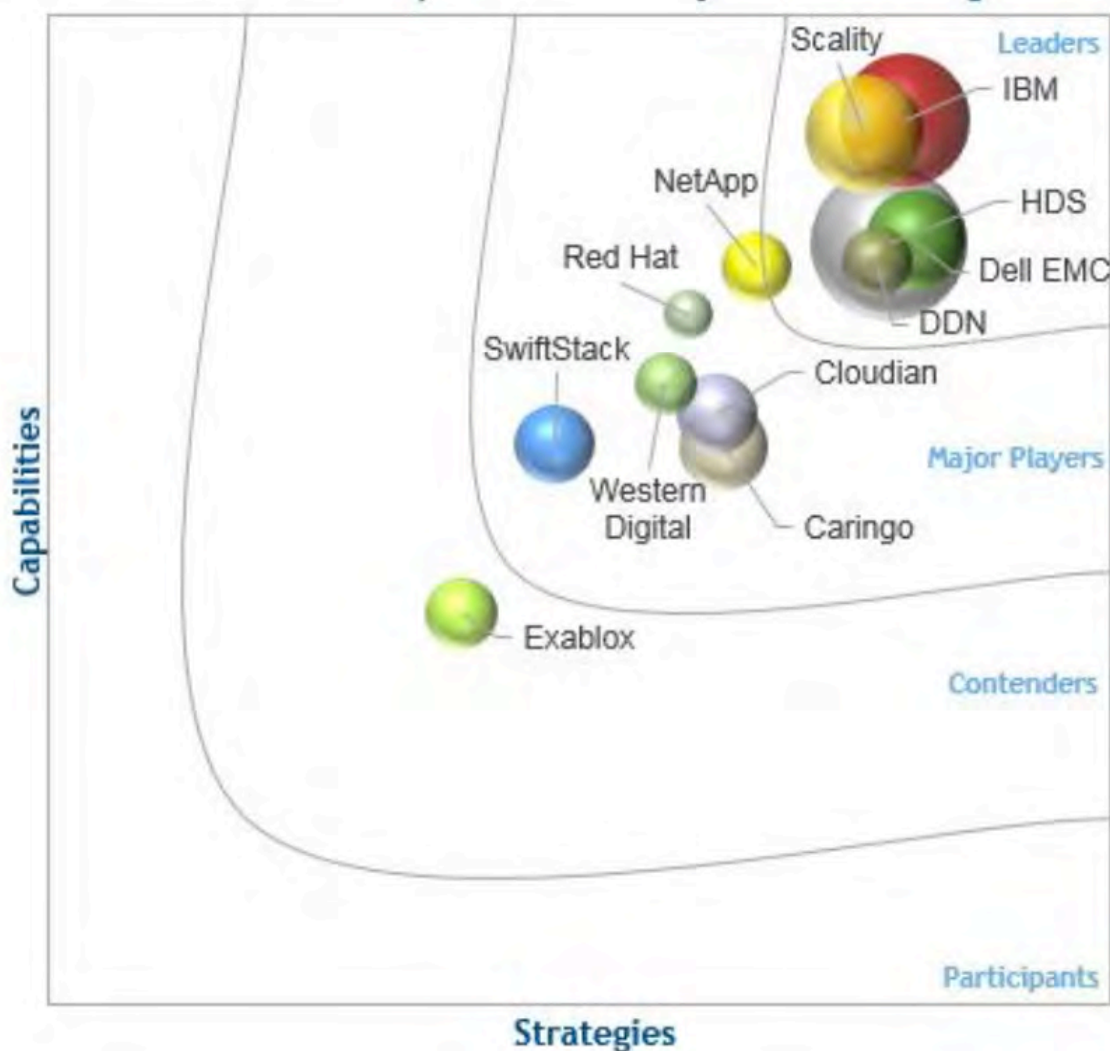 Scality
Leaders
IBM
NetApp
HDS
Red Hat
Dell EMC
DDN
SwiftStack
Cloudian
Major Players
Western
Digital
Caringo
Capabilities
Exablox
Contenders
Participants
Strategies